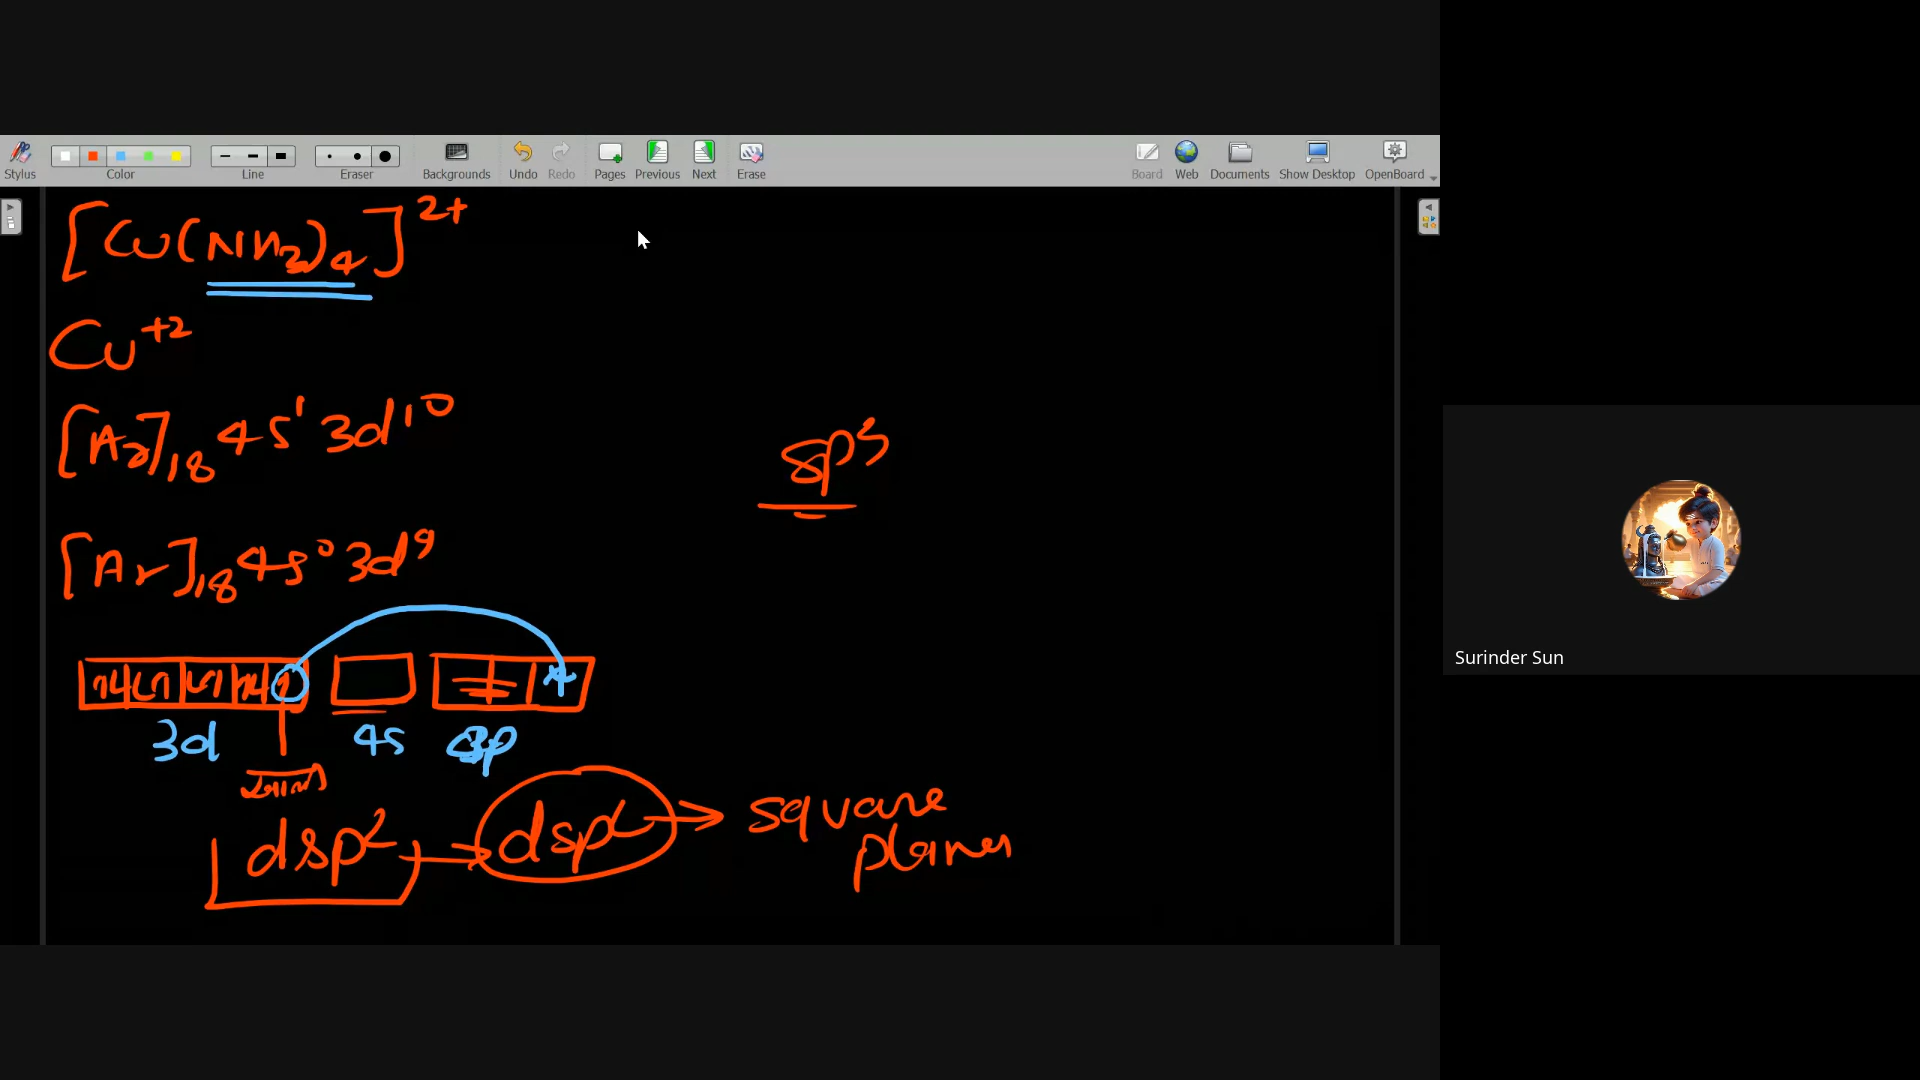 Stylus Color Line Eraser Backgrounds Undo Redo Pages Previous Next Erase Board Web Documents Show Desktop OpenBoard
[Cu(NH3)4]2+
Cu+2
[Ar]18 4s1 3d10
sp3
[Ar]18 4s0 3d9
3d 4s
dsp2 → dsp2 → square
planer
Surinder Sun